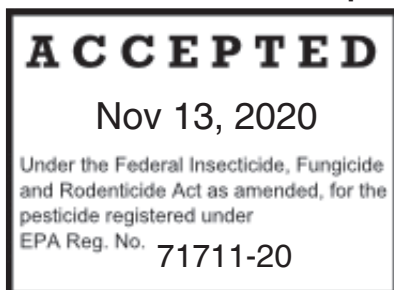 ACCEPTED
Nov 13, 2020
Under the Federal Insecticide, Fungicide
and Rodenticide Act as amended, for the
pesticide registered under
EPA Reg. No. 71711-20